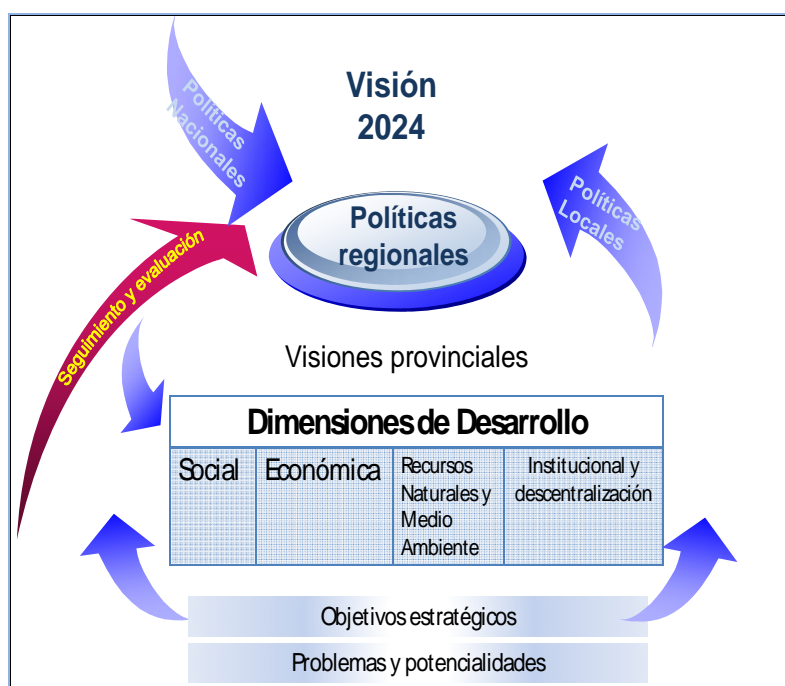 Visión
2024
Políticas
Nacionales
Políticas
Locales
Políticas
regionales
Seguimiento y evaluación
Visiones provinciales
Dimensiones de Desarrollo
Social
Económica
Recursos
Naturales y
Medio
Ambiente
Institucional y
descentralización
Objetivos estratégicos
Problemas y potencialidades